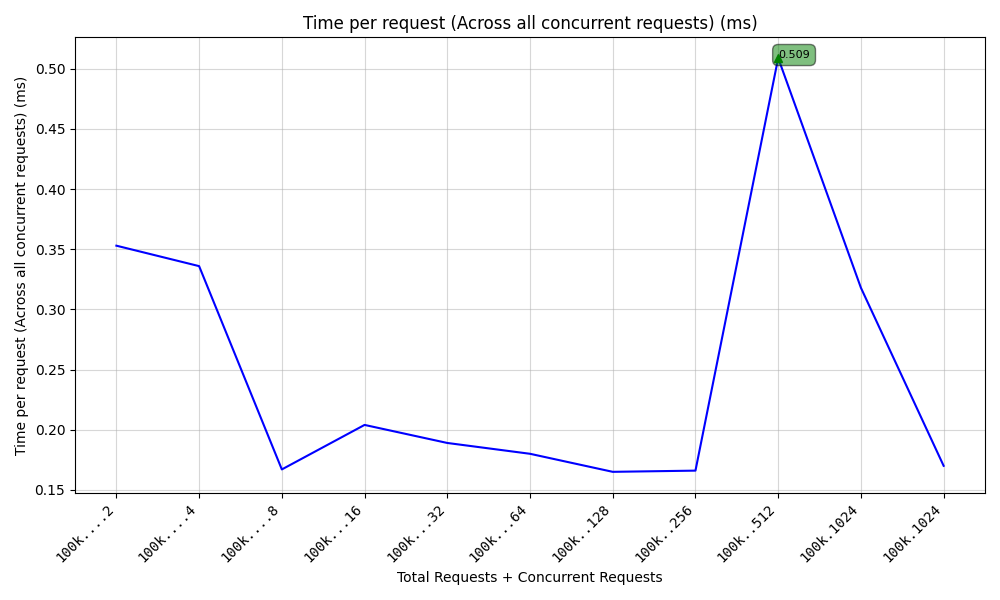 Time per request (Across all concurrent requests) (ms)
0.509
Time per request (Across all concurrent requests) (ms)
0.50
0.45
0.40
0.35
0.30
0.25
0.20
0.15
100k....2
100k....4
100k....8
100k...16
100k...32
100k...64
100k..128
100k..256
100k..512
100k.1024
100k.1024
Total Requests + Concurrent Requests